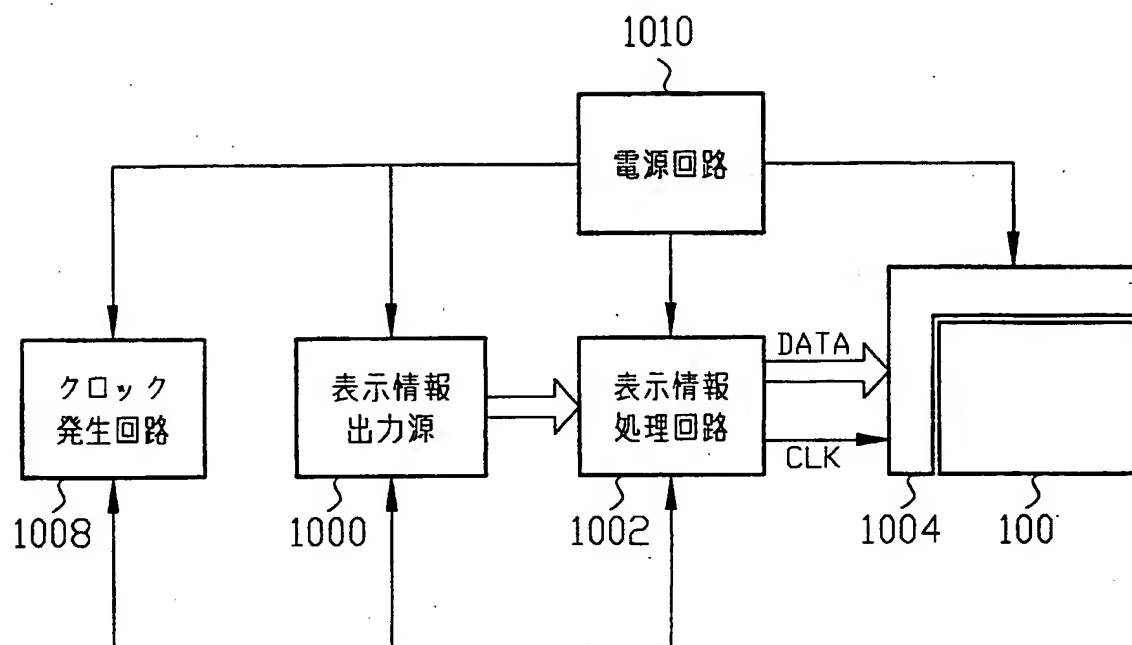 1010
電源回路
クロック
発生回路
表示情報
出力源
表示情報
処理回路
DATA
CLK
1008
1000
1002
1004
100